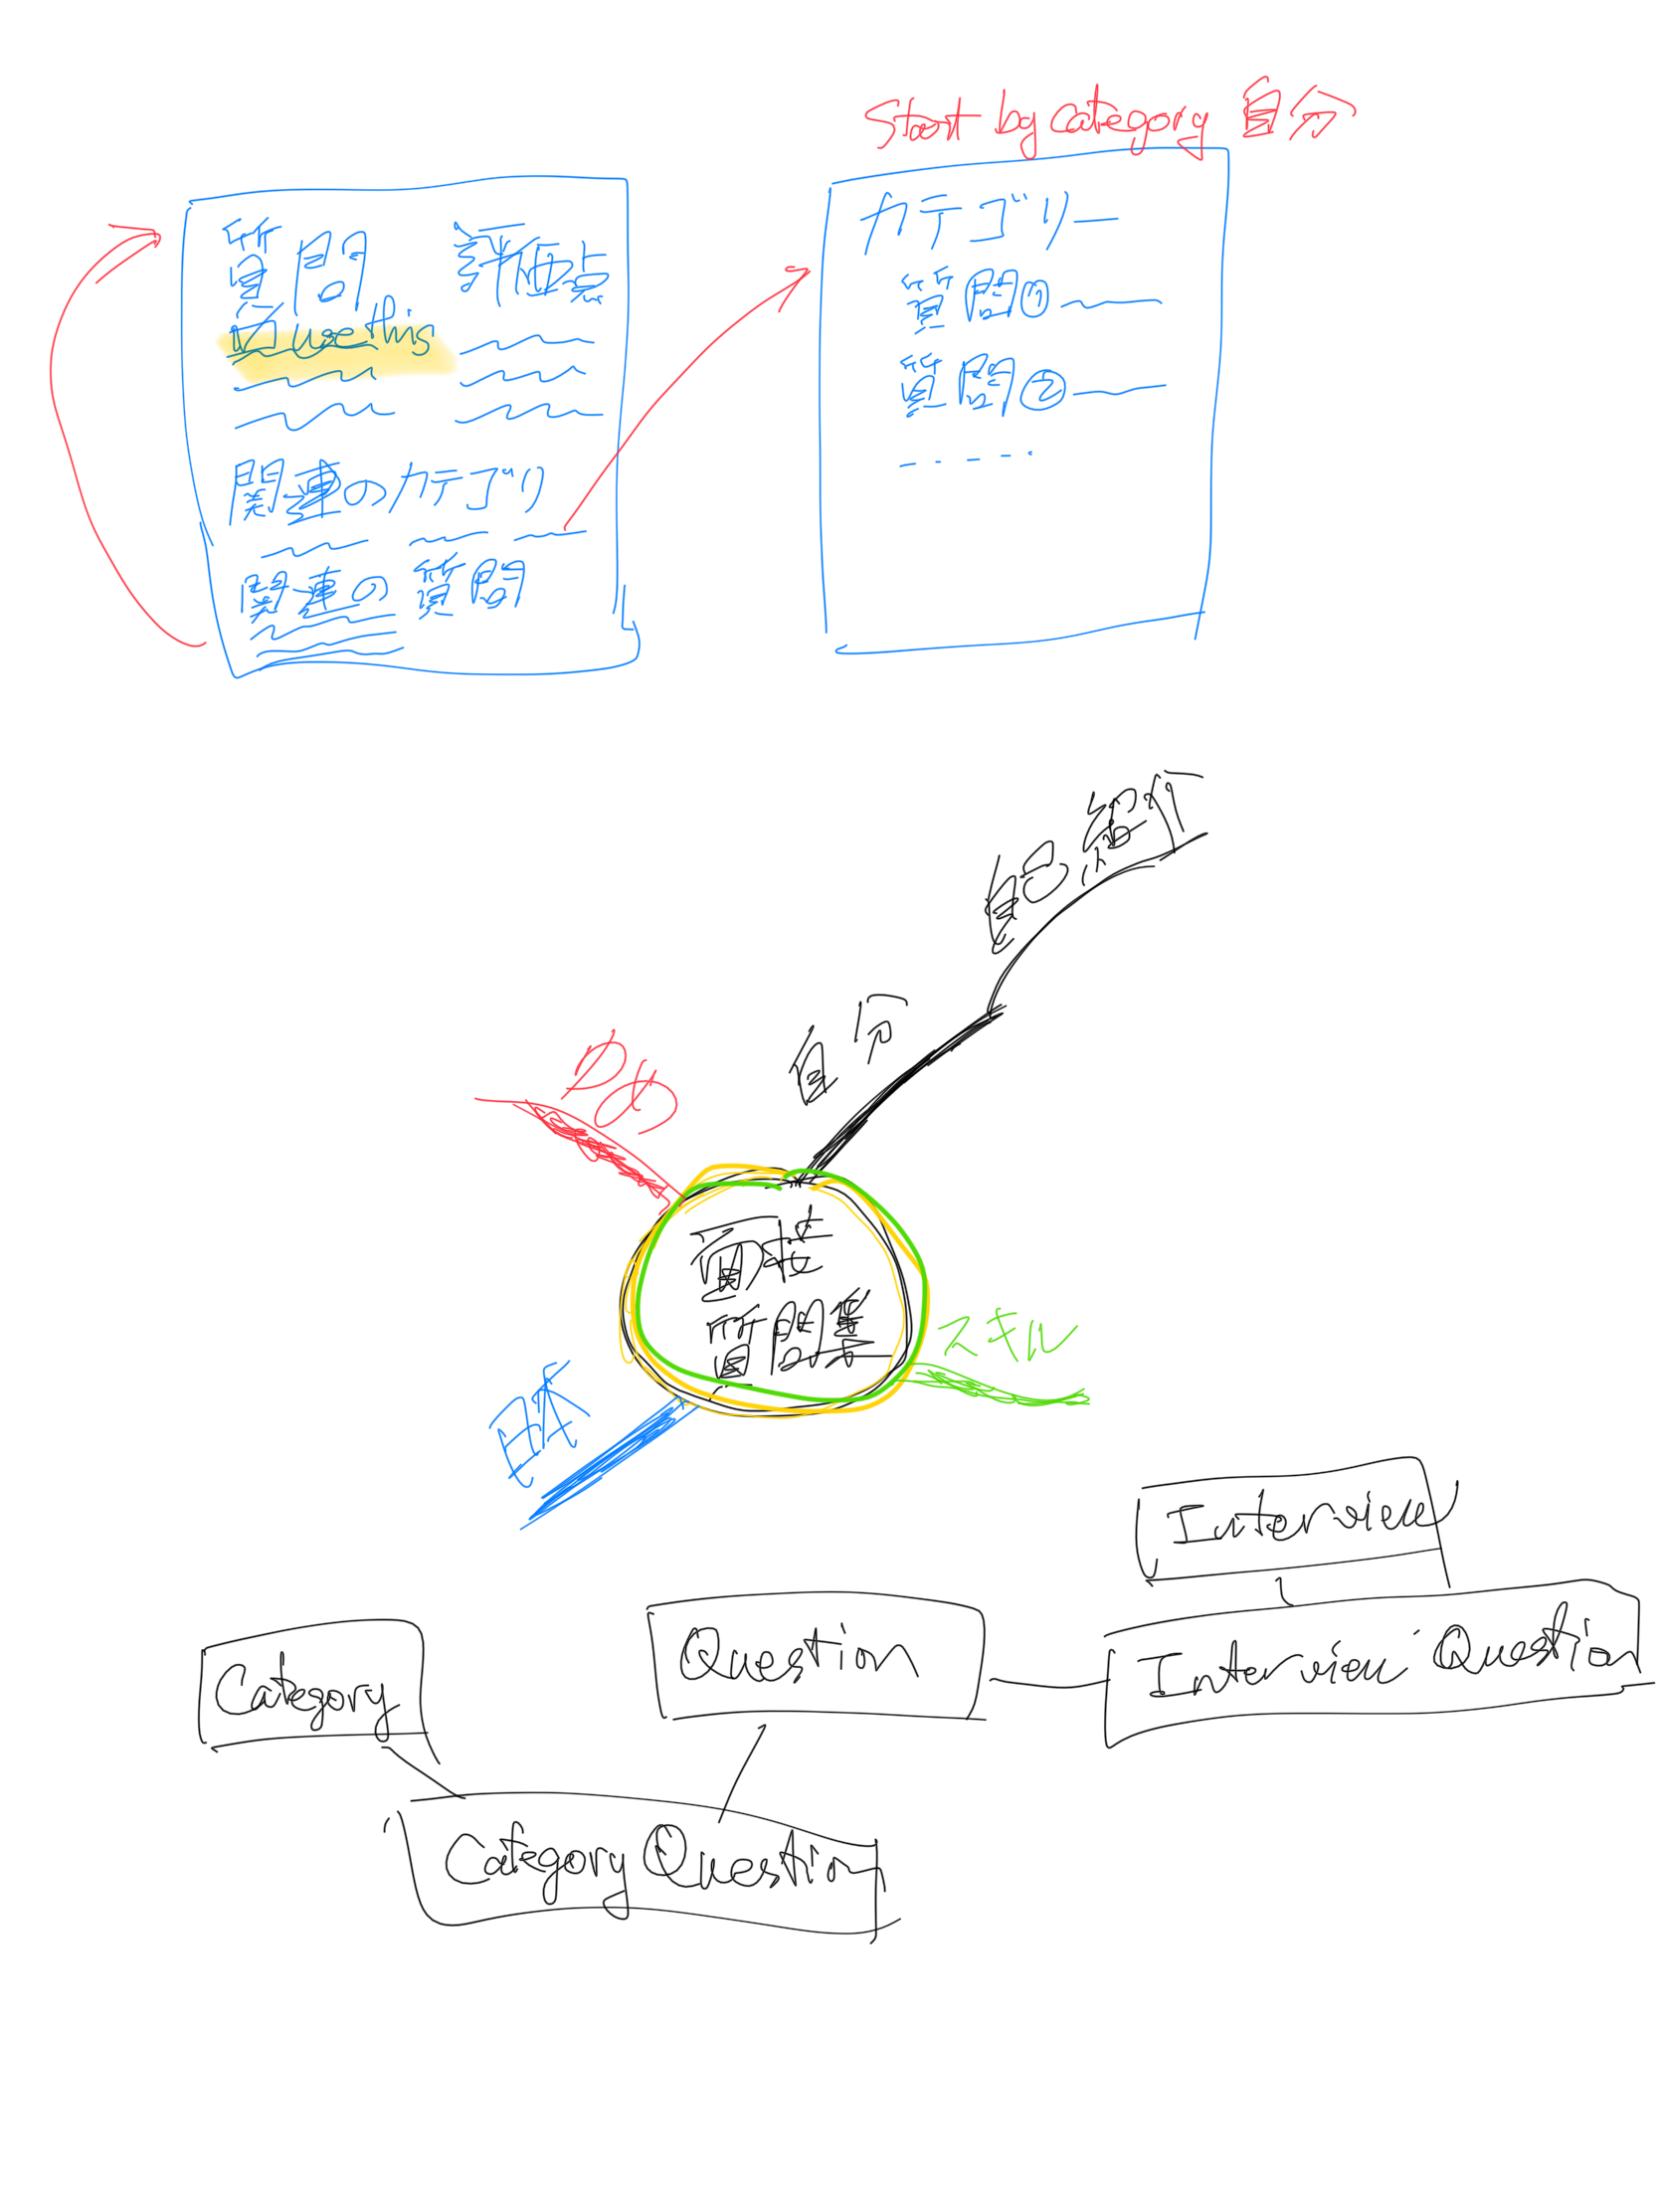 Start by category 自分
質問 評価点
use this
関連のカテゴリ
関連の質問
カテゴリー
質問①
質問②
自己紹介
自分
ゆめ
面接
質問集
スキル
日本
Interview
Question
Interview Question
Category
Category Question